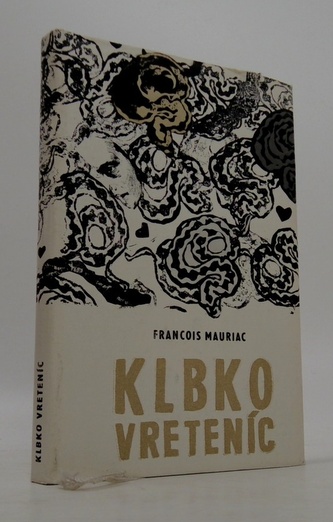 FRANCOIS MAURIAC
KLBKO
VRETENÍC
KLBKO VRETENÍC